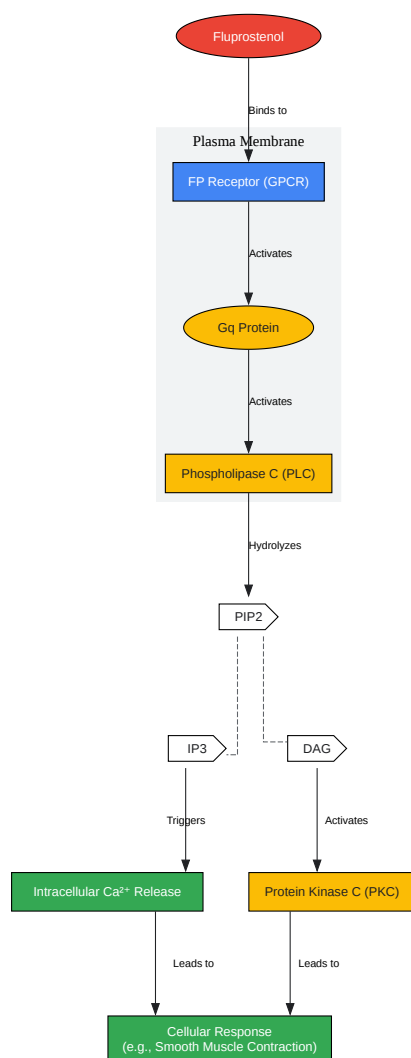 Fluprostenol
Binds to
Plasma Membrane
FP Receptor (GPCR)
Activates
Gq Protein
Activates
Phospholipase C (PLC)
Hydrolyzes
PIP2
IP3
DAG
Triggers
Activates
Intracellular Ca²⁺ Release
Protein Kinase C (PKC)
Leads to
Leads to
Cellular Response
(e.g., Smooth Muscle Contraction)